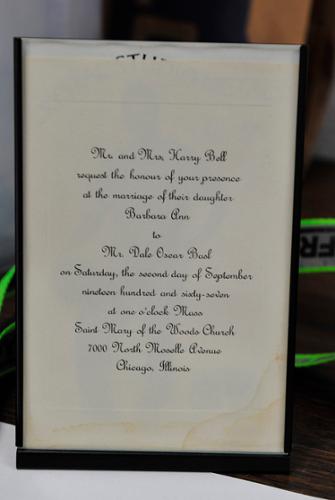 Mr. and Mrs. Harry Bell
request the honour of your presence
at the marriage of their daughter
Barbara Ann
to
Mr. Dale Oscar Basl
on Saturday, the second day of September
nineteen hundred and sixty-seven
at one o'clock Mass
Saint Mary of the Woods Church
7000 North Moselle Avenue
Chicago, Illinois
FR